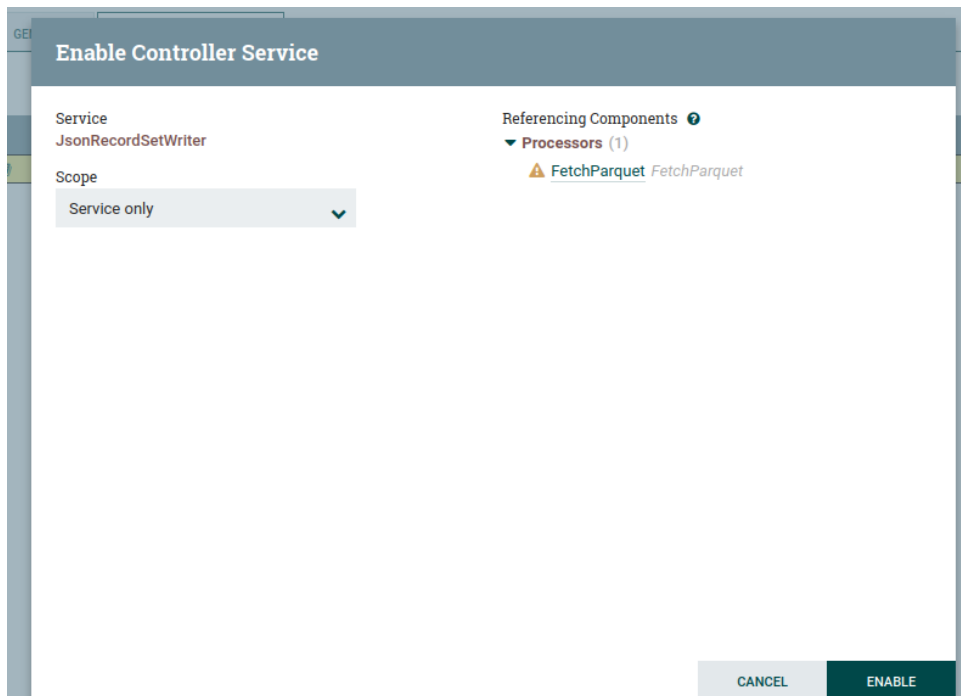 Enable Controller Service
Service
JsonRecordSetWriter
Scope
Service only
Referencing Components
Processors (1)
FetchParquet FetchParquet
CANCEL
ENABLE